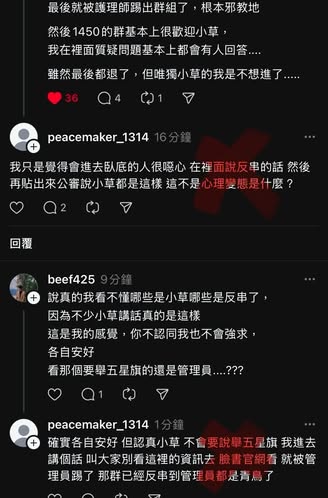 最後就被護理師踢出群組了，根本邪教地
然後1450的群基本上很歡迎小草，
我在裡面質疑問題基本上都會有人回答....
雖然最後都退了，但唯獨小草的我是不想進了.....
36 4 1
peacemaker_1314 16分鐘
我只是覺得會進去臥底的人很噁心 在裡面說反串的話 然後
再貼出來公審說小草都是這樣 這不是心理變態是什麼？
2
回覆
beef425 9分鐘
說真的我看不懂哪些是小草哪些是反串了，
因為不少小草講話真的是這樣
這是我的感覺，你不認同我也不會強求，
各自安好
看那個要舉五星旗的還是管理員....???
1
peacemaker_1314 1分鐘
確實各自安好 但認真小草 不會要說舉五星旗 我進去
講個話 叫大家別看這裡的資訊去 臉書官網看 就被管
理員踢了 那群已經反串到管理員都是青鳥了